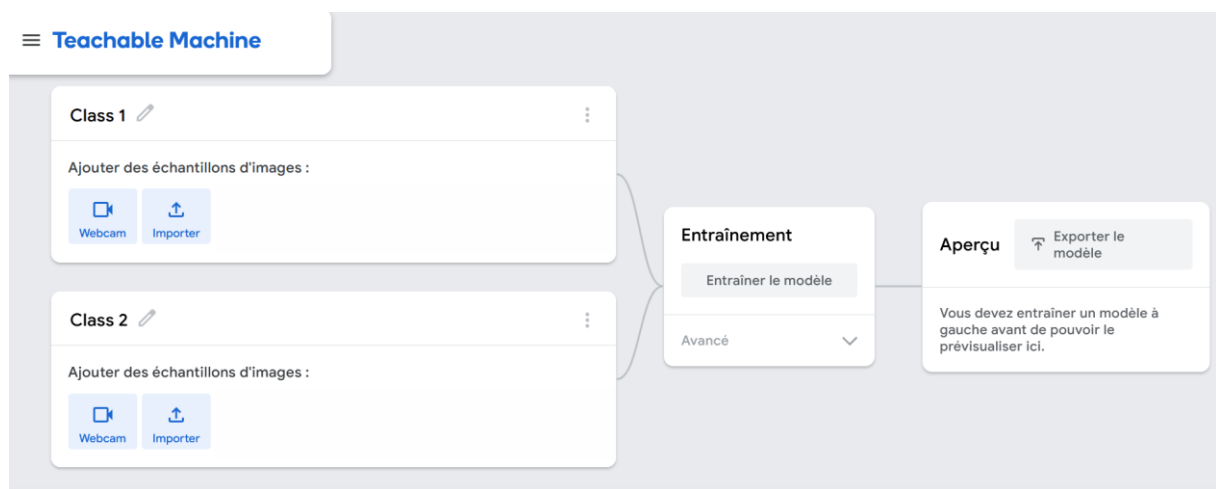 Teachable Machine
Class 1
Ajouter des échantillons d'images :
Webcam
Importer
Class 2
Ajouter des échantillons d'images :
Webcam
Importer
Entraînement
Entraîner le modèle
Avancé
Aperçu
Exporter le
modèle
Vous devez entraîner un modèle à
gauche avant de pouvoir le
prévisualiser ici.